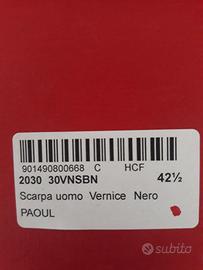 901490800668 C HCF
2030 30VNSBN 42½
Scarpa uomo Vernice Nero
PAOUL
subito